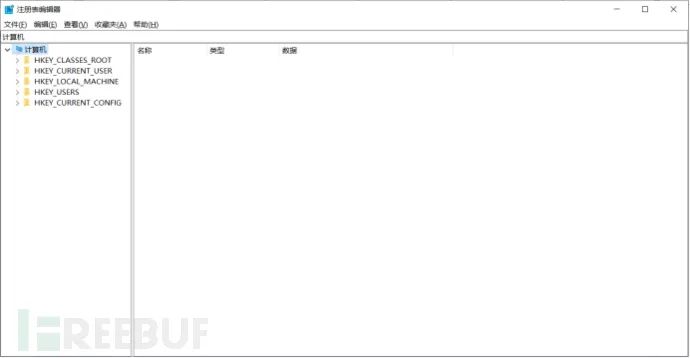 注册表编辑器
文件(F) 编辑(E) 查看(V) 收藏夹(A) 帮助(H)
计算机
计算机
名称 类型 数据
HKEY_CLASSES_ROOT
HKEY_CURRENT_USER
HKEY_LOCAL_MACHINE
HKEY_USERS
HKEY_CURRENT_CONFIG
FREEBUF